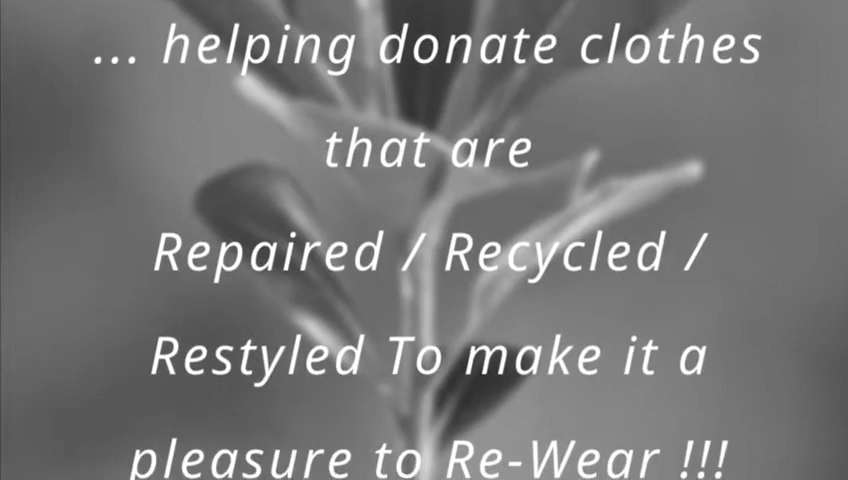 ... helping donate clothes
that are
Repaired / Recycled /
Restyled To make it a
pleasure to Re-Wear !!!